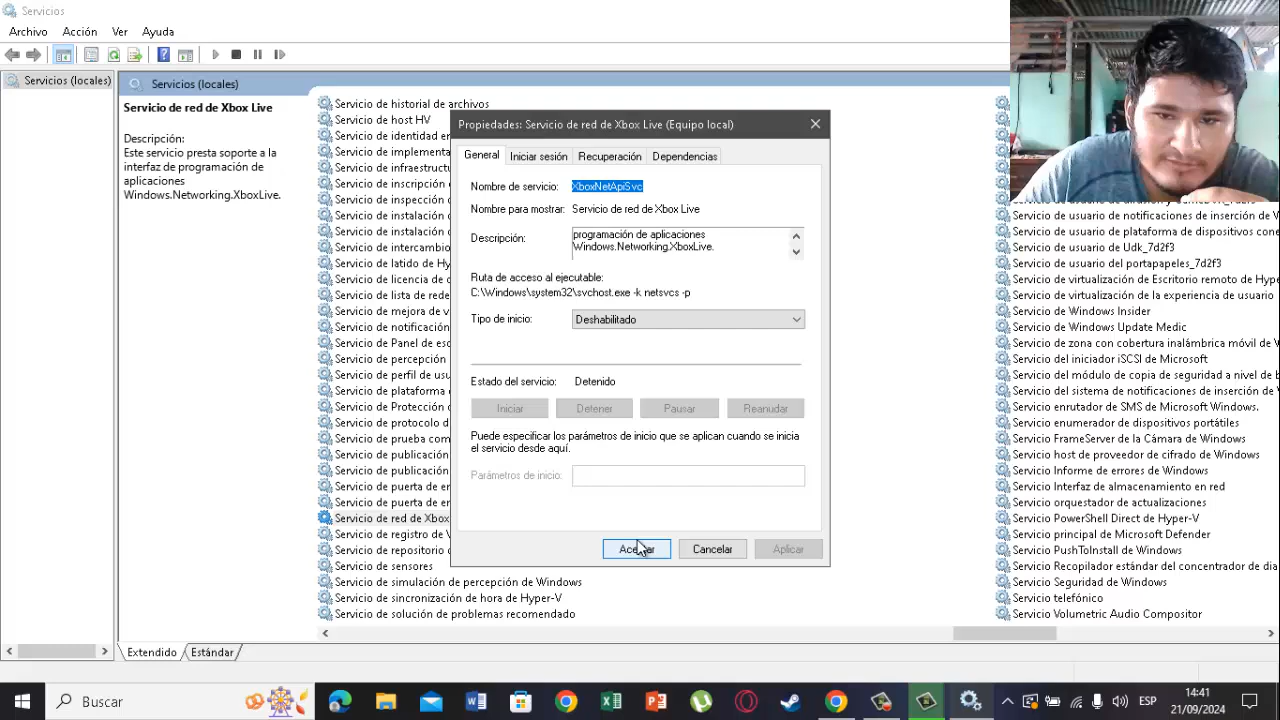 Servicios
Archivo Acción Ver Ayuda
Servicios (locales)
Servicios (locales)
Servicio de red de Xbox Live
Descripción:
Este servicio presta soporte a la
interfaz de programación de
aplicaciones
Windows.Networking.XboxLive.
Servicio de historial de archivos
Servicio de host HV
Servicio de identidad
Servicio de
Servicio de
Servicio de inscripción
Servicio de inspección
Servicio de instalación
Servicio de instalación
Servicio de intercambio
Servicio de latido de
Servicio de licencia de
Servicio de lista de rede
Servicio de mejora de
Servicio de
Servicio de Panel de
Servicio de percepción
Servicio de perfil de
Servicio de plataforma
Servicio de Protección
Servicio de protocolo
Servicio de prueba
Servicio de publicación
Servicio de publicación
Servicio de puerta de
Servicio de puerta de
Servicio de red de Xbox
Servicio de registro de
Servicio de repositorio
Servicio de sensores
Servicio de simulación de percepción de Windows
Servicio de sincronización de hora de Hyper-V
Servicio de solución de problemas recomendado
Propiedades: Servicio de red de Xbox Live (Equipo local)
General Iniciar sesión Recuperación Dependencias
Nombre de servicio: XboxNetApiSvc
Nombre para mostrar: Servicio de red de Xbox Live
Descripción: programación de aplicaciones
Windows.Networking.XboxLive.
Ruta de acceso al ejecutable:
C:\Windows\system32\svchost.exe -k netsvcs -p
Tipo de inicio: Deshabilitado
Estado del servicio: Detenido
Iniciar Detener Pausar Reanudar
Puede especificar los parámetros de inicio que se aplican cuando se inicia
el servicio desde aquí.
Parámetros de inicio:
Cancelar Aplicar
Servicio de usuario de notificaciones de inserción de
Servicio de usuario de plataforma de dispositivos
Servicio de usuario de Udk_7d2f3
Servicio de usuario del portapapeles_7d2f3
Servicio de virtualización de Escritorio remoto de
Servicio de virtualización de la experiencia de usuario
Servicio de Windows Insider
Servicio de Windows Update Medic
Servicio de zona con cobertura inalámbrica móvil de
Servicio del iniciador iSCSI de Microsoft
Servicio del módulo de copia de seguridad a nivel de
Servicio del sistema de notificaciones de inserción de
Servicio enrutador de SMS de Microsoft Windows.
Servicio enumerador de dispositivos portátiles
Servicio FrameServer de la Cámara de Windows
Servicio host de proveedor de cifrado de Windows
Servicio Informe de errores de Windows
Servicio Interfaz de almacenamiento en red
Servicio orquestador de actualizaciones
Servicio PowerShell Direct de Hyper-V
Servicio principal de Microsoft Defender
Servicio PushToInstall de Windows
Servicio Recopilador estándar del concentrador de
Servicio Seguridad de Windows
Servicio telefónico
Servicio Volumetric Audio Compositor
Extendido Estándar
Buscar
ESP
14:41
21/09/2024